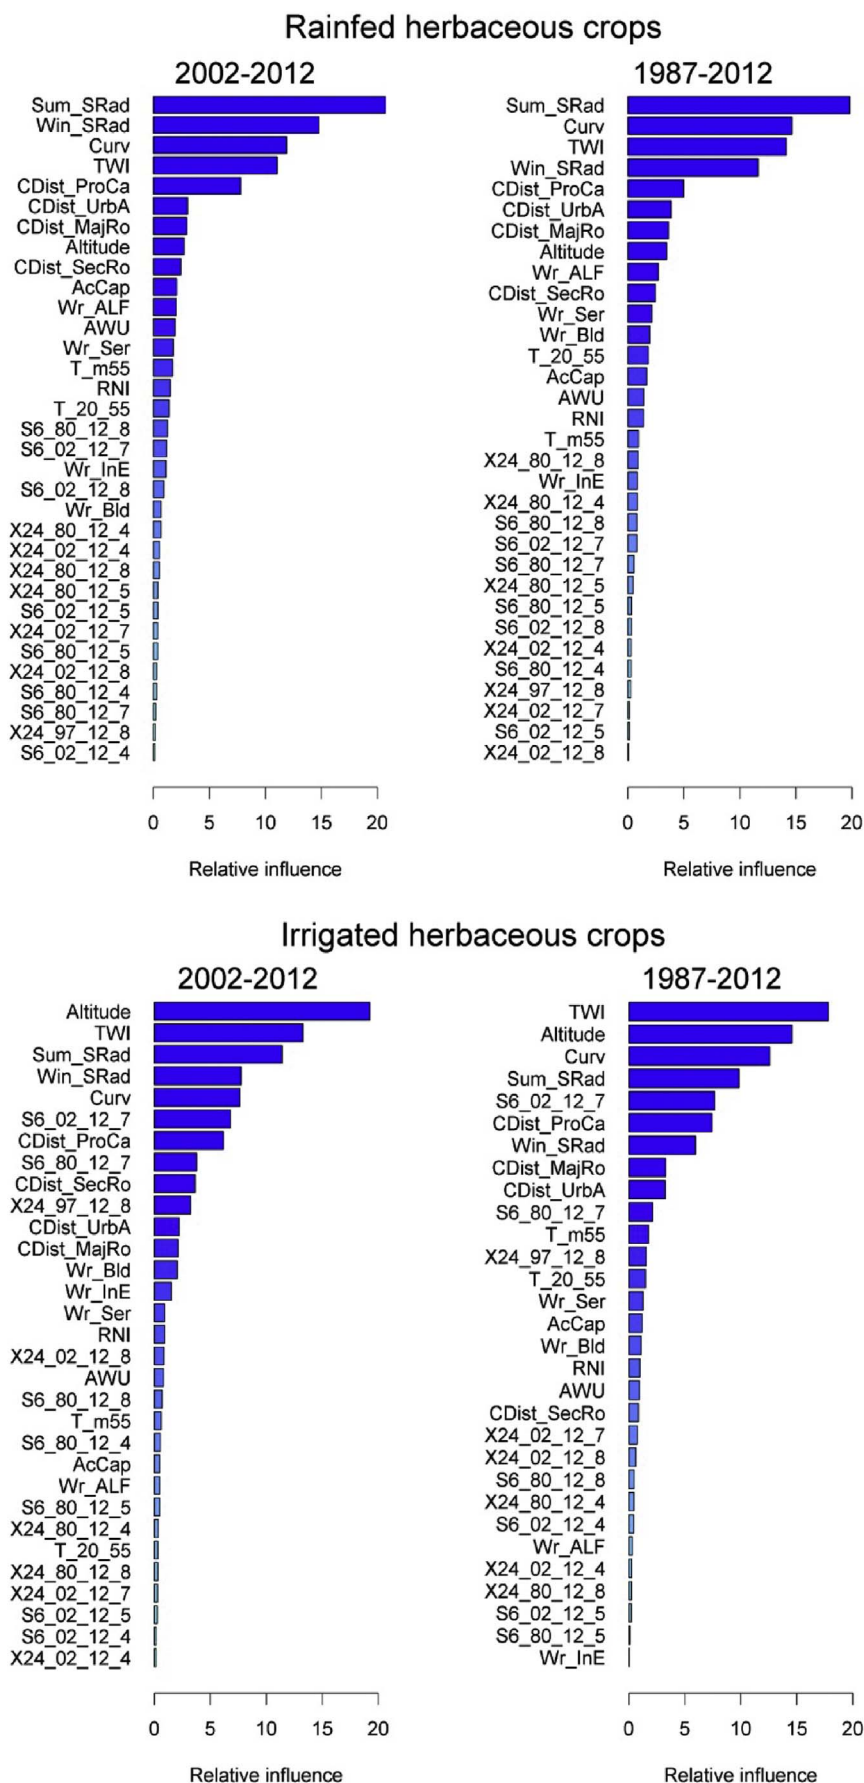 Rainfed herbaceous crops
2002-2012
Sum_SRad
Win_SRad
Curv
TWI
CDist_ProCa
CDist_UrbA
CDist_MajRo
Altitude
CDist_SecRo
AcCap
Wr_ALF
AWU
Wr_Ser
T_m55
RNI
T_20_55
S6_80_12_8
S6_02_12_7
Wr_InE
S6_02_12_8
Wr_Bld
X24_80_12_4
X24_02_12_4
X24_80_12_8
X24_80_12_5
S6_02_12_5
X24_02_12_7
S6_80_12_5
X24_02_12_8
S6_80_12_4
S6_80_12_7
X24_97_12_8
S6_02_12_4
0 5 10 15 20
Relative influence
1987-2012
Sum_SRad
Curv
TWI
Win_SRad
CDist_ProCa
CDist_UrbA
CDist_MajRo
Altitude
Wr_ALF
CDist_SecRo
Wr_Ser
Wr_Bld
T_20_55
AcCap
AWU
RNI
T_m55
X24_80_12_8
Wr_InE
X24_80_12_4
S6_80_12_8
S6_02_12_7
S6_80_12_7
X24_80_12_5
S6_80_12_5
S6_02_12_8
X24_02_12_4
S6_80_12_4
X24_97_12_8
X24_02_12_7
S6_02_12_5
X24_02_12_8
0 5 10 15 20
Relative influence
Irrigated herbaceous crops
2002-2012
Altitude
TWI
Sum_SRad
Win_SRad
Curv
S6_02_12_7
CDist_ProCa
S6_80_12_7
CDist_SecRo
X24_97_12_8
CDist_UrbA
CDist_MajRo
Wr_Bld
Wr_InE
Wr_Ser
RNI
X24_02_12_8
AWU
S6_80_12_8
T_m55
S6_80_12_4
AcCap
Wr_ALF
S6_80_12_5
X24_80_12_4
T_20_55
X24_80_12_8
X24_02_12_7
S6_02_12_5
S6_02_12_4
X24_02_12_4
0 5 10 15 20
Relative influence
1987-2012
TWI
Altitude
Curv
Sum_SRad
S6_02_12_7
CDist_ProCa
Win_SRad
CDist_MajRo
CDist_UrbA
S6_80_12_7
T_m55
X24_97_12_8
T_20_55
Wr_Ser
AcCap
Wr_Bld
RNI
AWU
CDist_SecRo
X24_02_12_7
X24_02_12_8
S6_80_12_8
X24_80_12_4
S6_02_12_4
Wr_ALF
X24_02_12_4
X24_80_12_8
S6_02_12_5
S6_80_12_5
Wr_InE
0 5 10 15 20
Relative influence